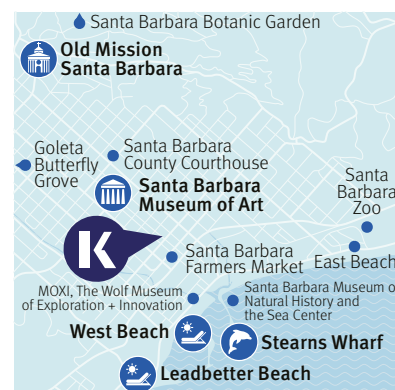 Santa Barbara Botanic Garden
Old Mission
Santa Barbara
Goleta
Butterfly
Grove
Santa Barbara
County Courthouse
Santa Barbara
Museum of Art
Santa
Barbara
Zoo
K
Santa Barbara
Farmers Market
East Beach
MOXI, The Wolf Museum
of Exploration + Innovation
Santa Barbara Museum o
Natural History and
the Sea Center
West Beach
Stearns Wharf
Leadbetter Beach